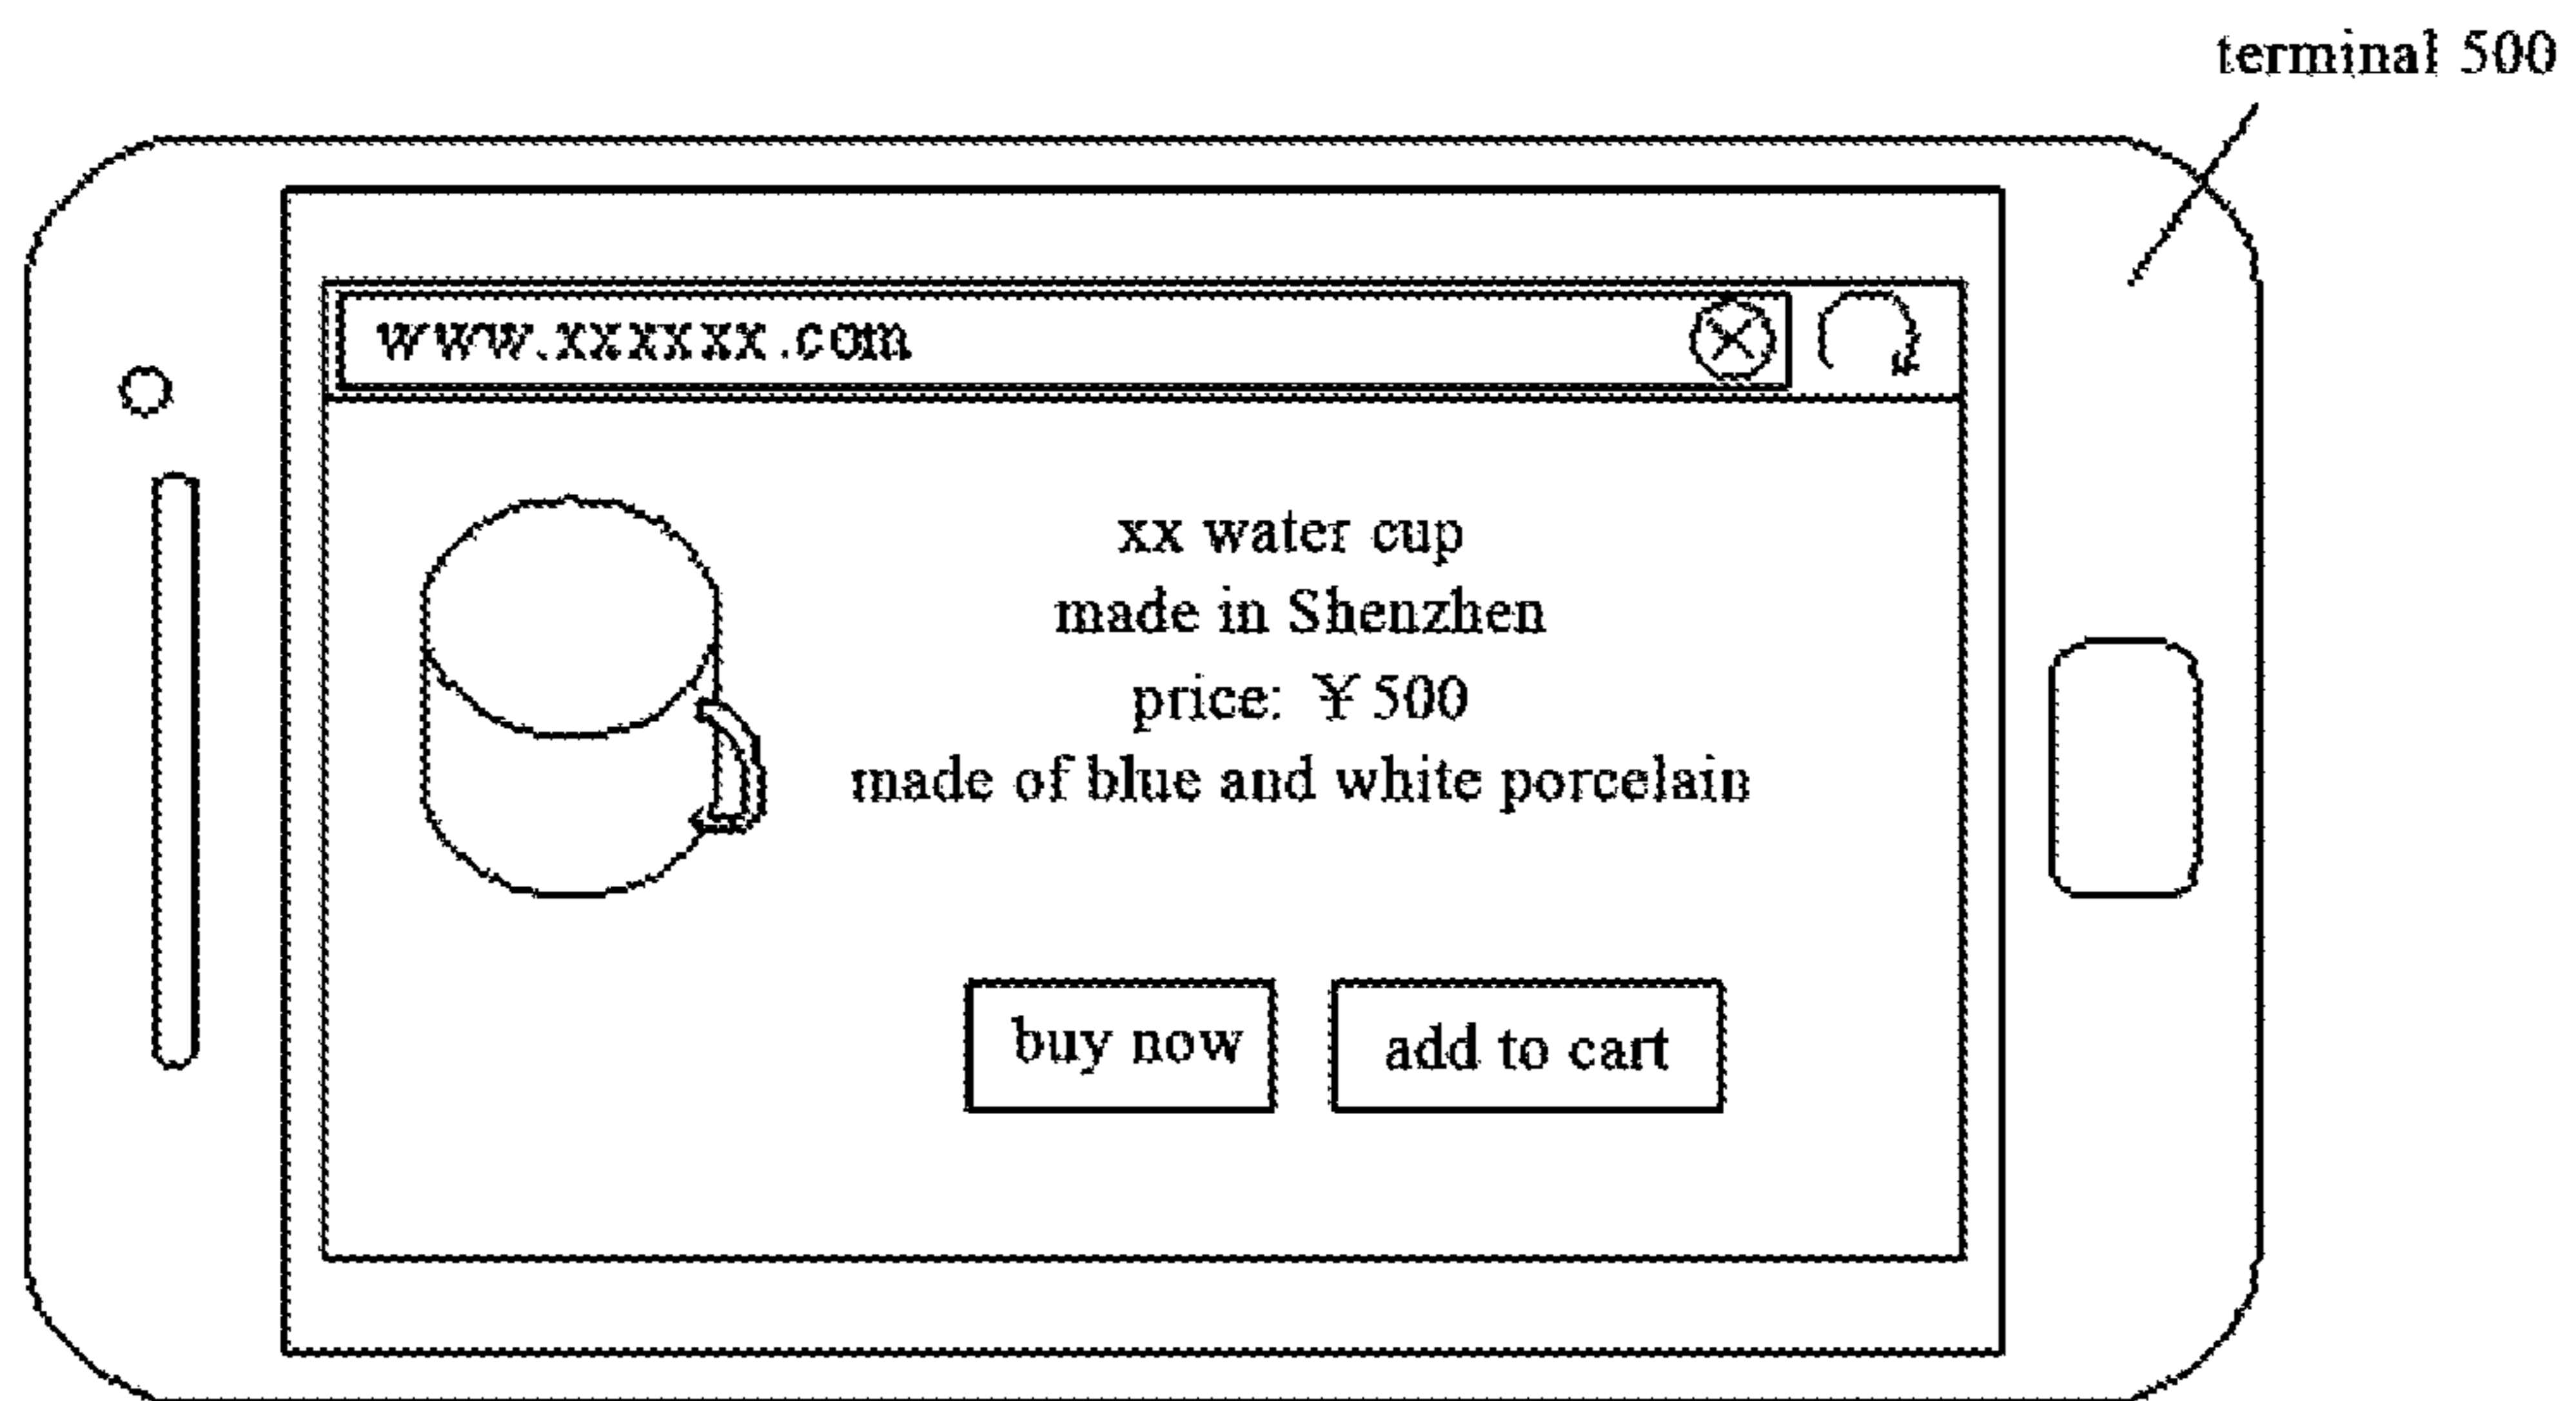 terminal 500
www.xxxxxx.com
xx water cup
made in Shenzhen
price: ¥500
made of blue and white porcelain
buy now
add to cart